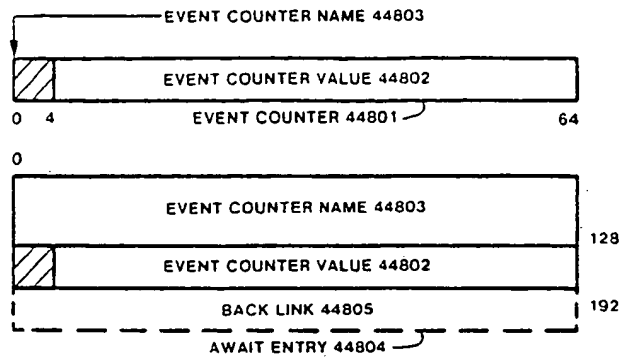 EVENT COUNTER NAME 44803
EVENT COUNTER VALUE 44802
0 4 EVENT COUNTER 44801 64
0
EVENT COUNTER NAME 44803
128
EVENT COUNTER VALUE 44802
BACK LINK 44805 192
AWAIT ENTRY 44804